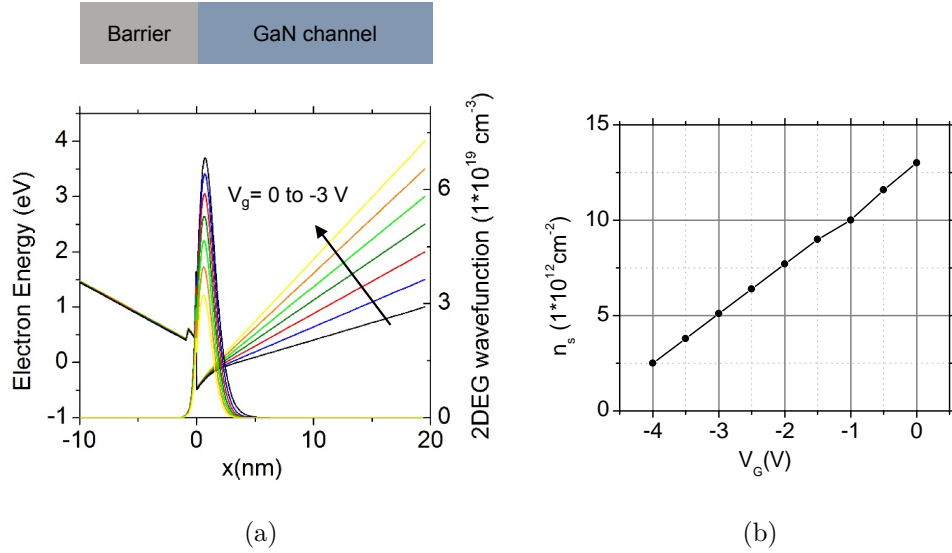 Barrier GaN channel
Electron Energy (eV)
4
3
2
1
0
-1
V_g= 0 to -3 V
6
3
0
2DEG wavefunction (1*10^19 cm^-3)
-10 0 10 20
x(nm)
(a)
n_s (1*10^12cm^-2)
15
10
5
0
-4 -3 -2 -1 0
V_G(V)
(b)